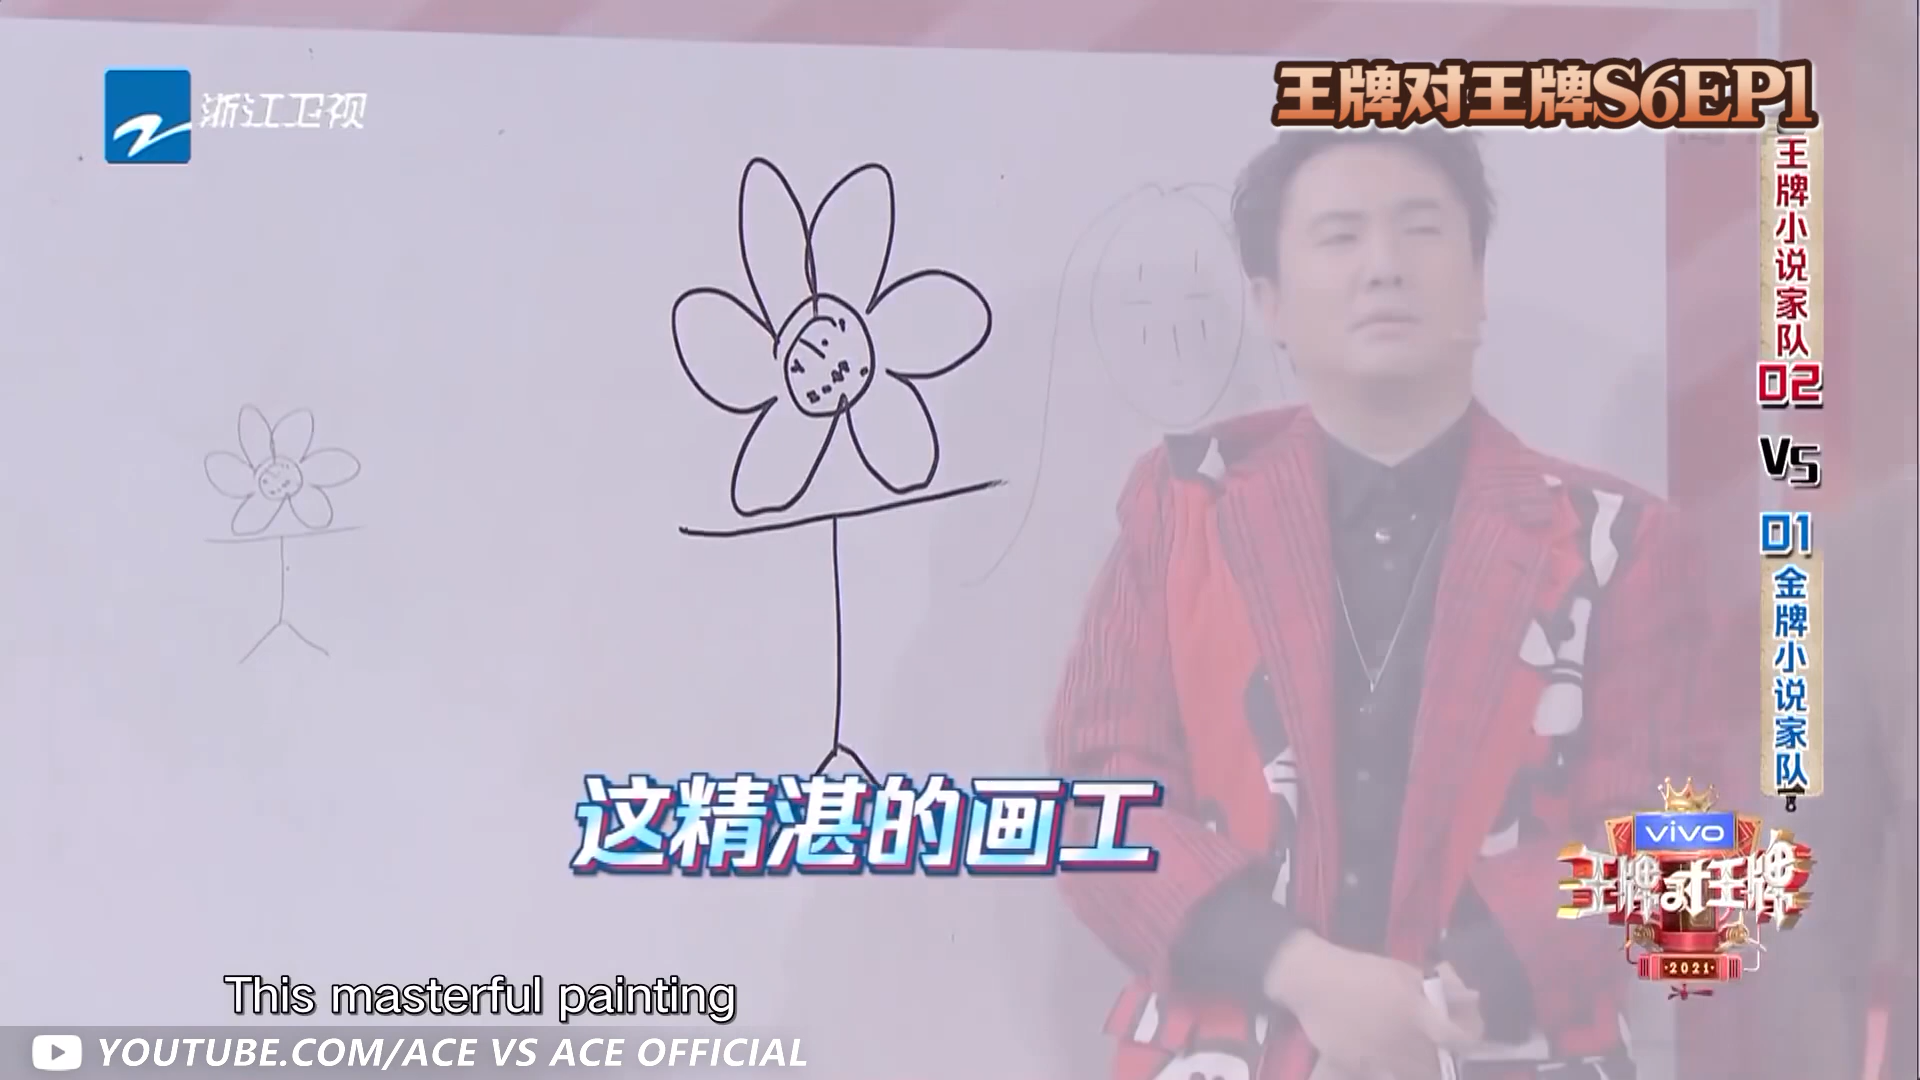 浙江卫视
王牌对王牌S6EP1
王牌小说家队
02
VS
01
金牌小说家队
vivo
王牌对王牌
2021
这精湛的画工
This masterful painting
YOUTUBE.COM/ACE VS ACE OFFICIAL